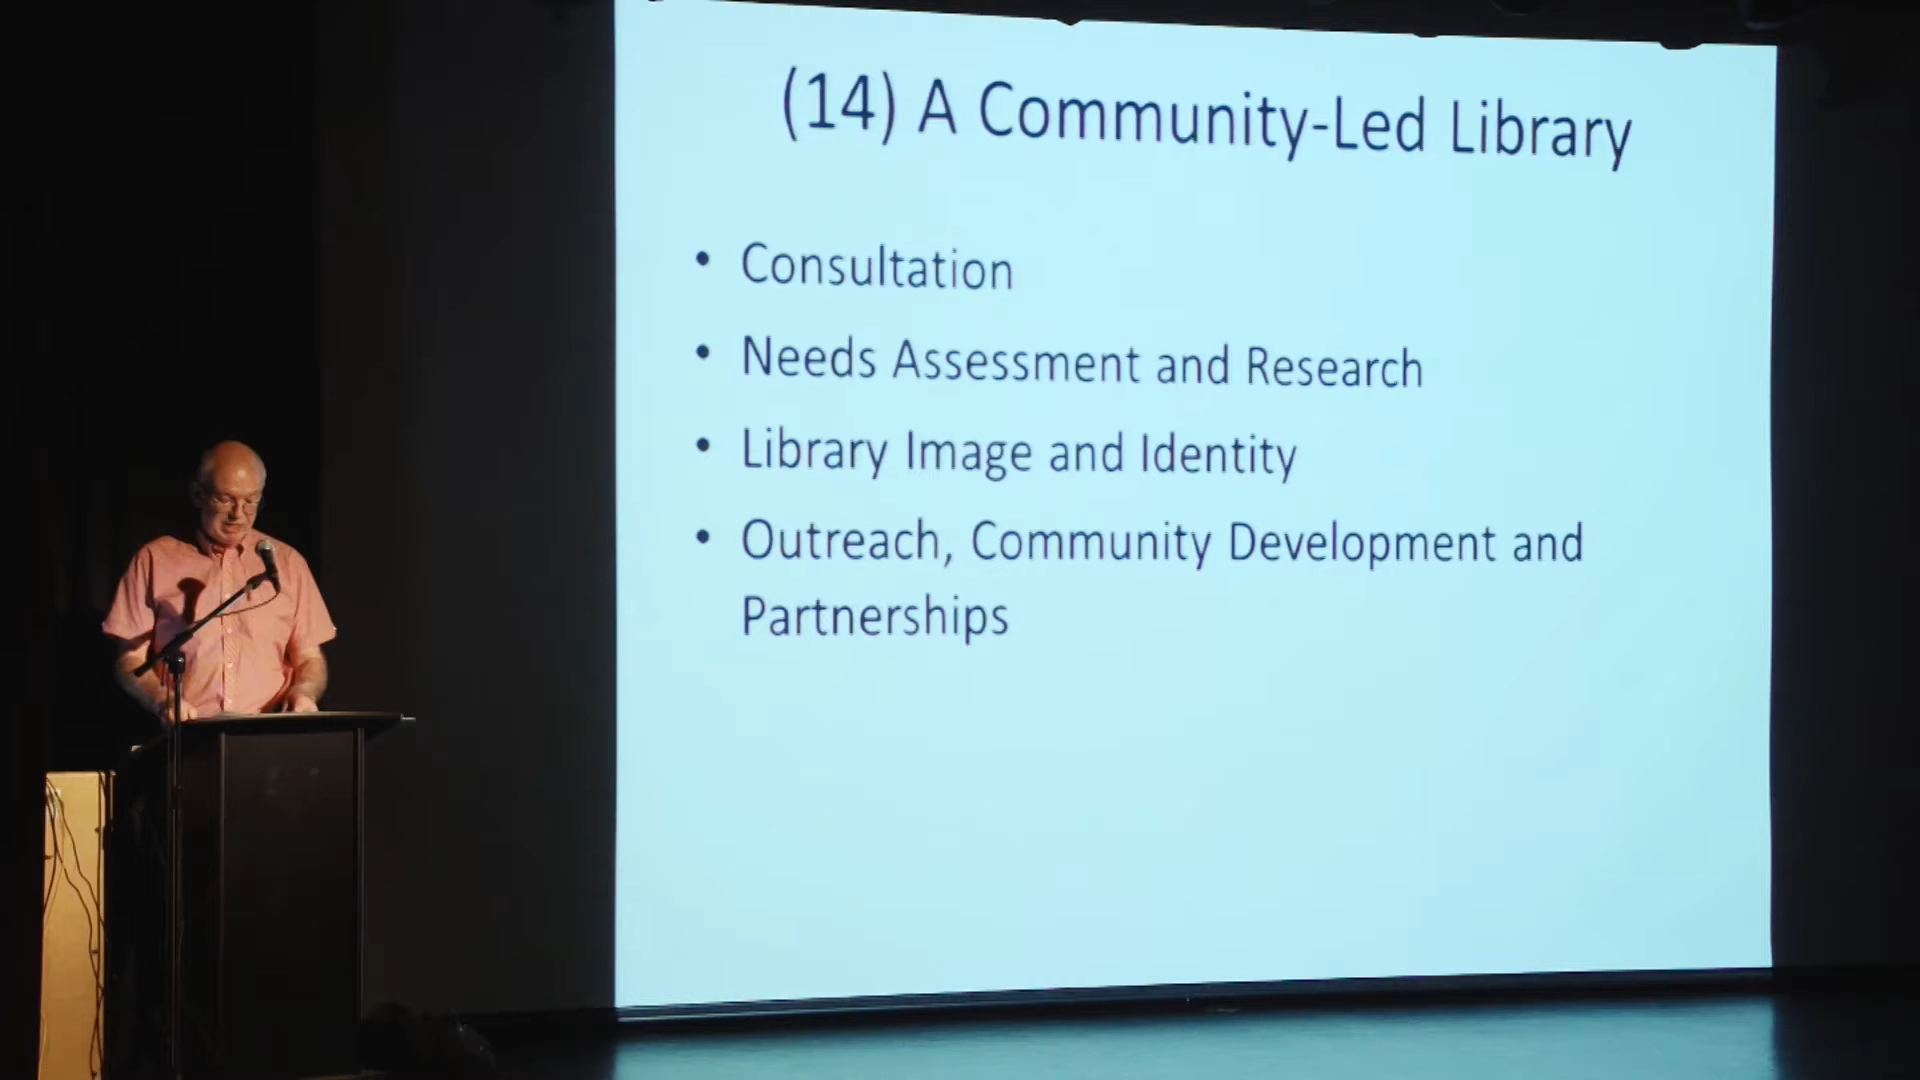 (14) A Community-Led Library
• Consultation
• Needs Assessment and Research
• Library Image and Identity
• Outreach, Community Development and
Partnerships